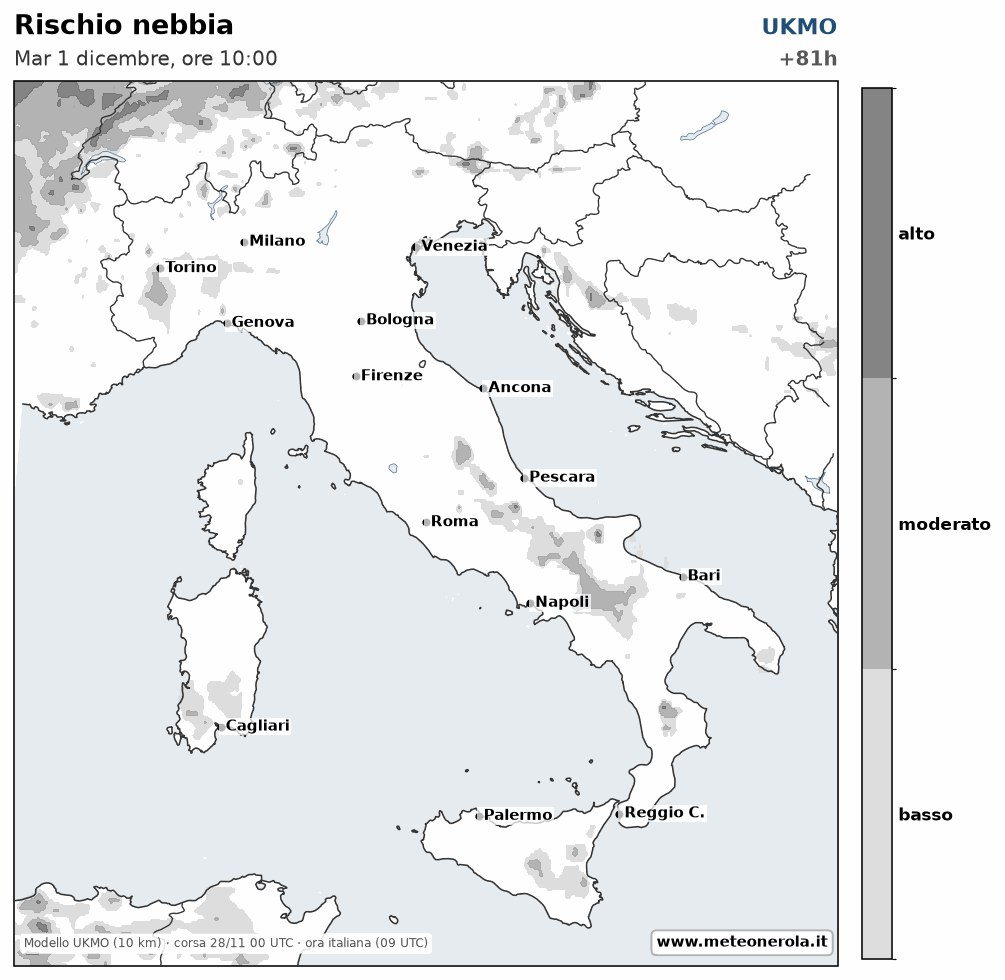 Rischio nebbia
UKMO
Mar 1 dicembre, ore 10:00
+81h
alto
Milano
Venezia
Torino
Bologna
Genova
Firenze
Ancona
Pescara
Roma
moderato
Bari
Napoli
Cagliari
Reggio C.
Palermo
basso
Modello UKMO (10 km) · corsa 28/11 00 UTC · ora italiana (09 UTC)
www.meteonerola.it